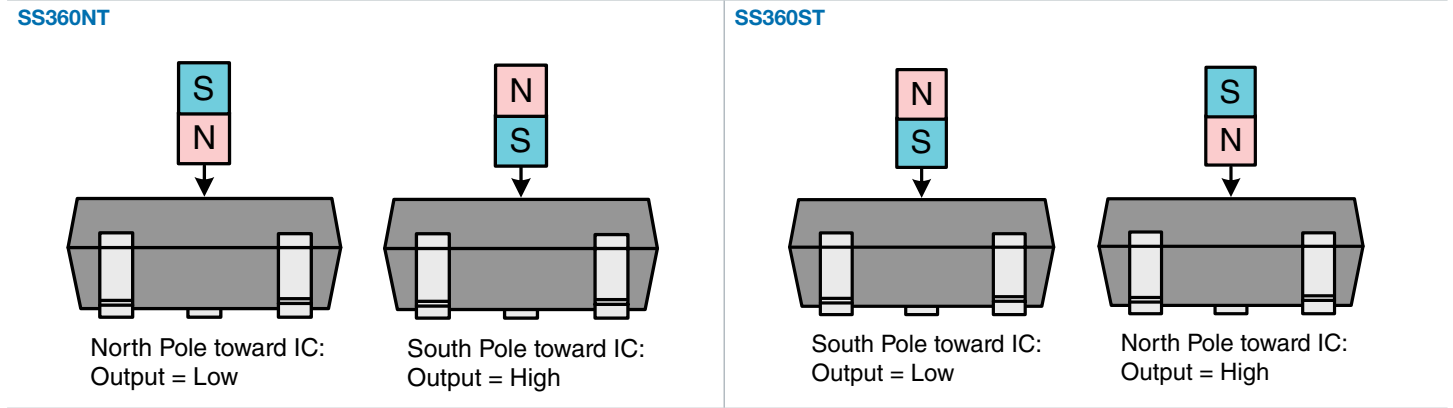 SS360NT
S
N
North Pole toward IC:
Output = Low
N
S
South Pole toward IC:
Output = High
SS360ST
N
S
South Pole toward IC:
Output = Low
S
N
North Pole toward IC:
Output = High